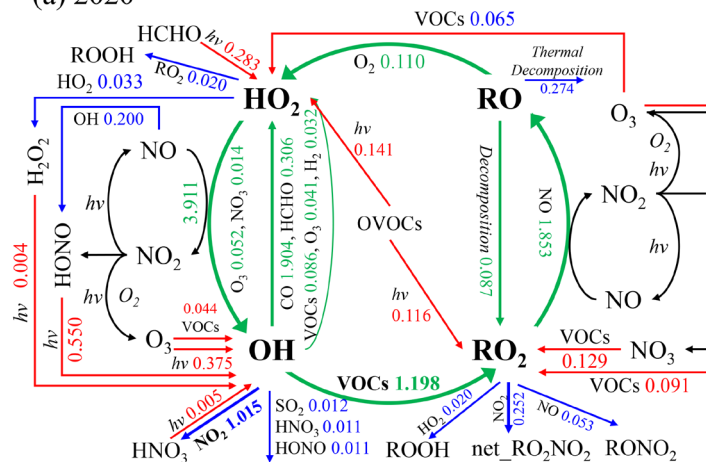 (a) 2020
HCHO
hν 0.283
VOCs 0.065
ROOH
RO2 0.020
HO2 0.033
OH 0.200
O2 0.110
Thermal
Decomposition
0.274
HO2
RO
O3
H2O2
NO
hν
3.911
O3 0.052, NO3 0.014
CO 1.904, HCHO 0.306
VOCs 0.086, O3 0.041, H2 0.032
hν
0.141
Decomposition 0.087
NO 1.853
O2
hν
NO2
hν
HONO
NO2
OVOCs
hν 0.004
hν
0.550
hν
O2
hν
0.116
NO
O3
0.044
VOCs
hν 0.375
OH
RO2
VOCs
0.129
NO3
VOCs 0.091
VOCs 1.198
hν 0.005
NO2 1.015
HNO3
SO2 0.012
HNO3 0.011
HONO 0.011
HO2 0.020
NO2
0.252
NO 0.053
ROOH
net_RO2NO2
RONO2